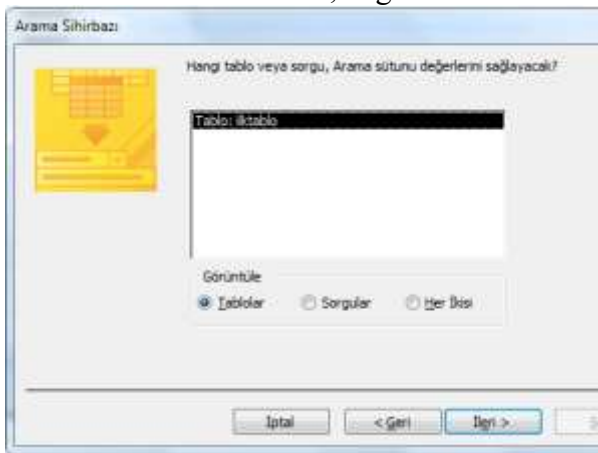 Arama Sihirbazı
Hangi tablo veya sorgu, Arama sütunu değerlerini sağlayacak?
Tablo: ilktablo
Görüntüle
Tablolar Sorgular Her İkisi
İptal < Geri İleri >